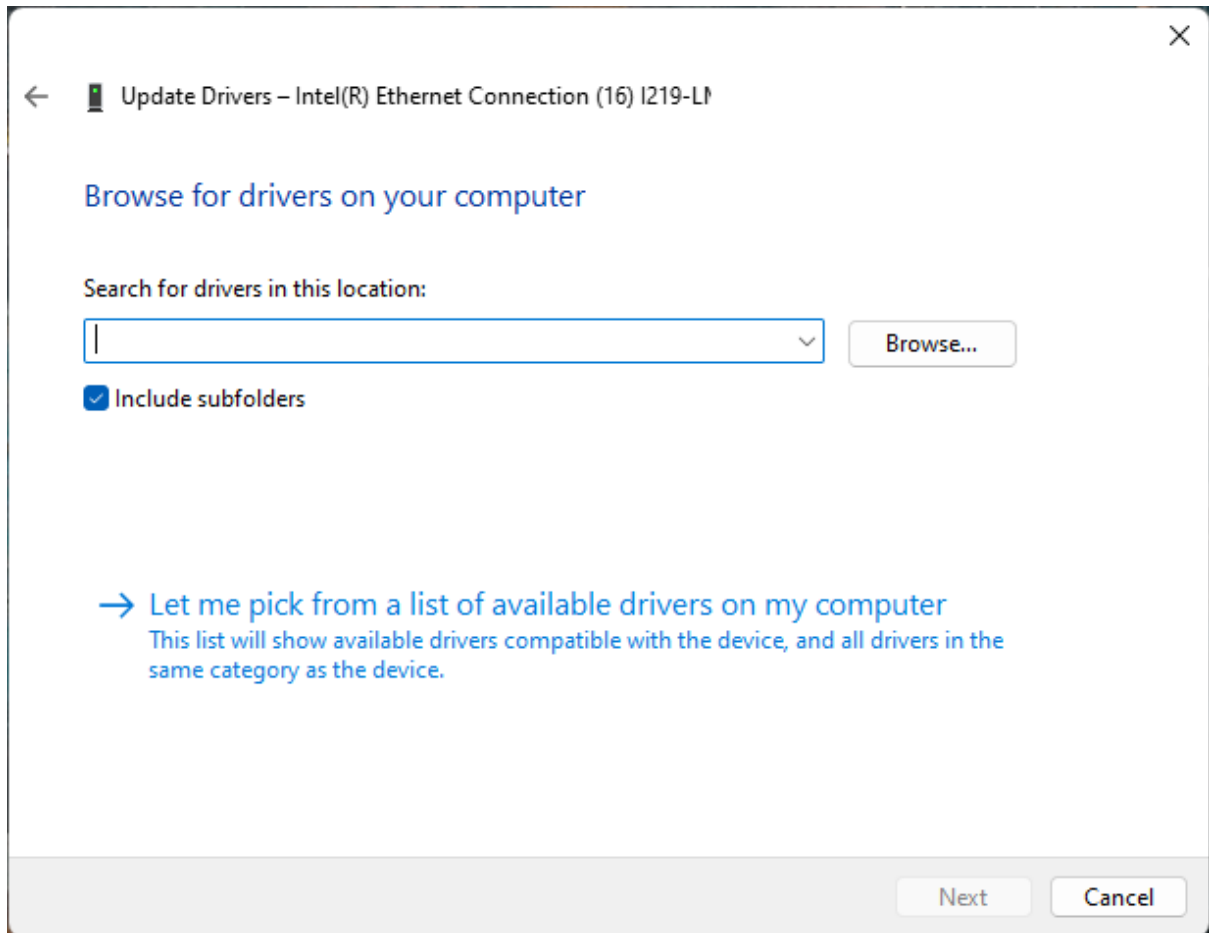 Update Drivers – Intel(R) Ethernet Connection (16) I219-LM
Browse for drivers on your computer
Search for drivers in this location:
Browse...
Include subfolders
Let me pick from a list of available drivers on my computer
This list will show available drivers compatible with the device, and all drivers in the
same category as the device.
Next
Cancel